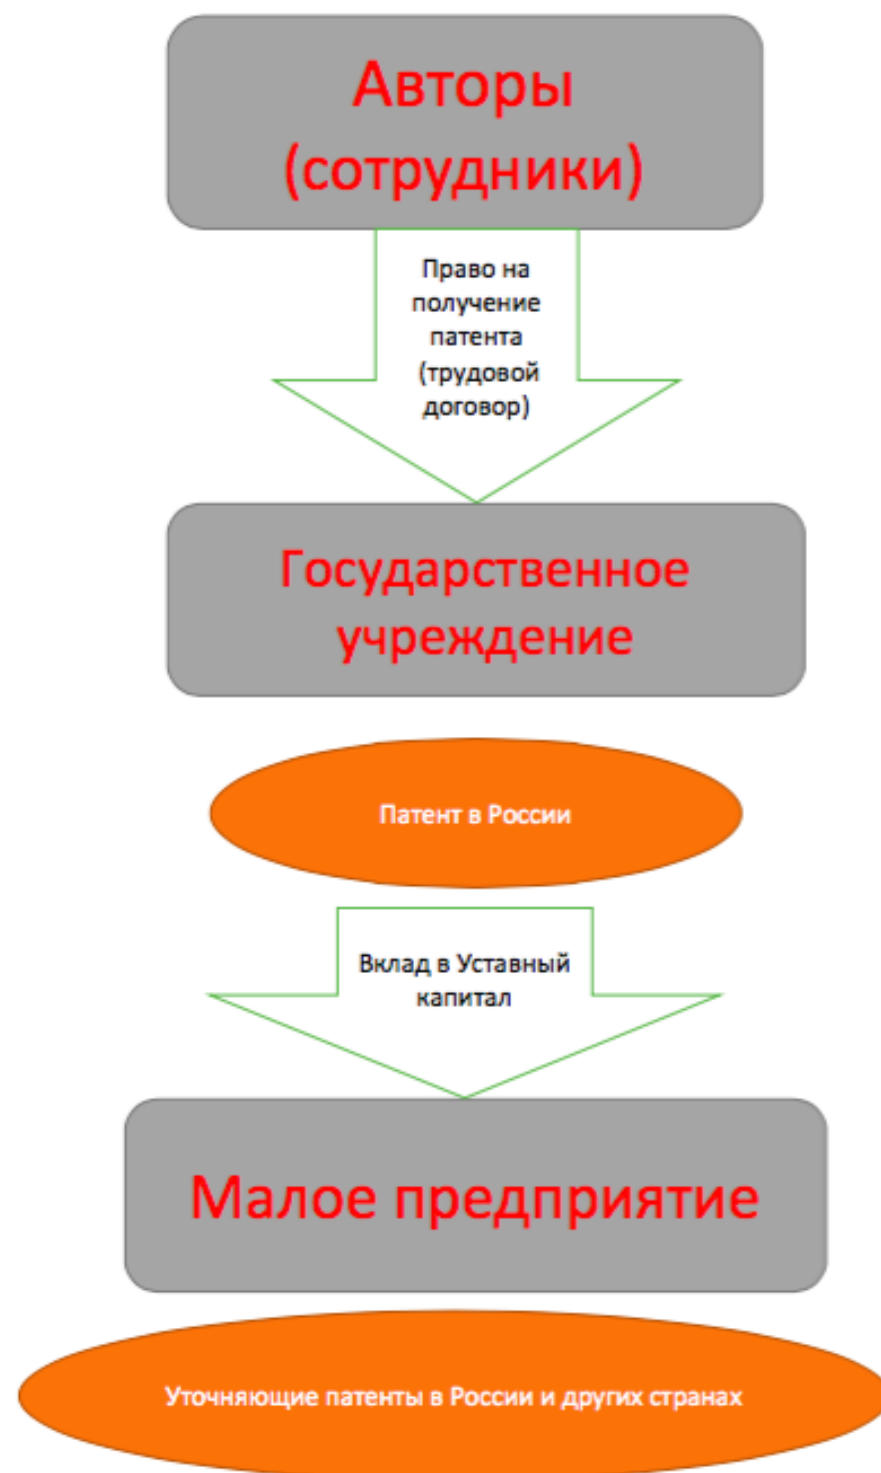 Авторы
(сотрудники)
Право на
получение
патента
(трудовой
договор)
Государственное
учреждение
Патент в России
Вклад в Уставный
капитал
Малое предприятие
Уточняющие патенты в России и других странах